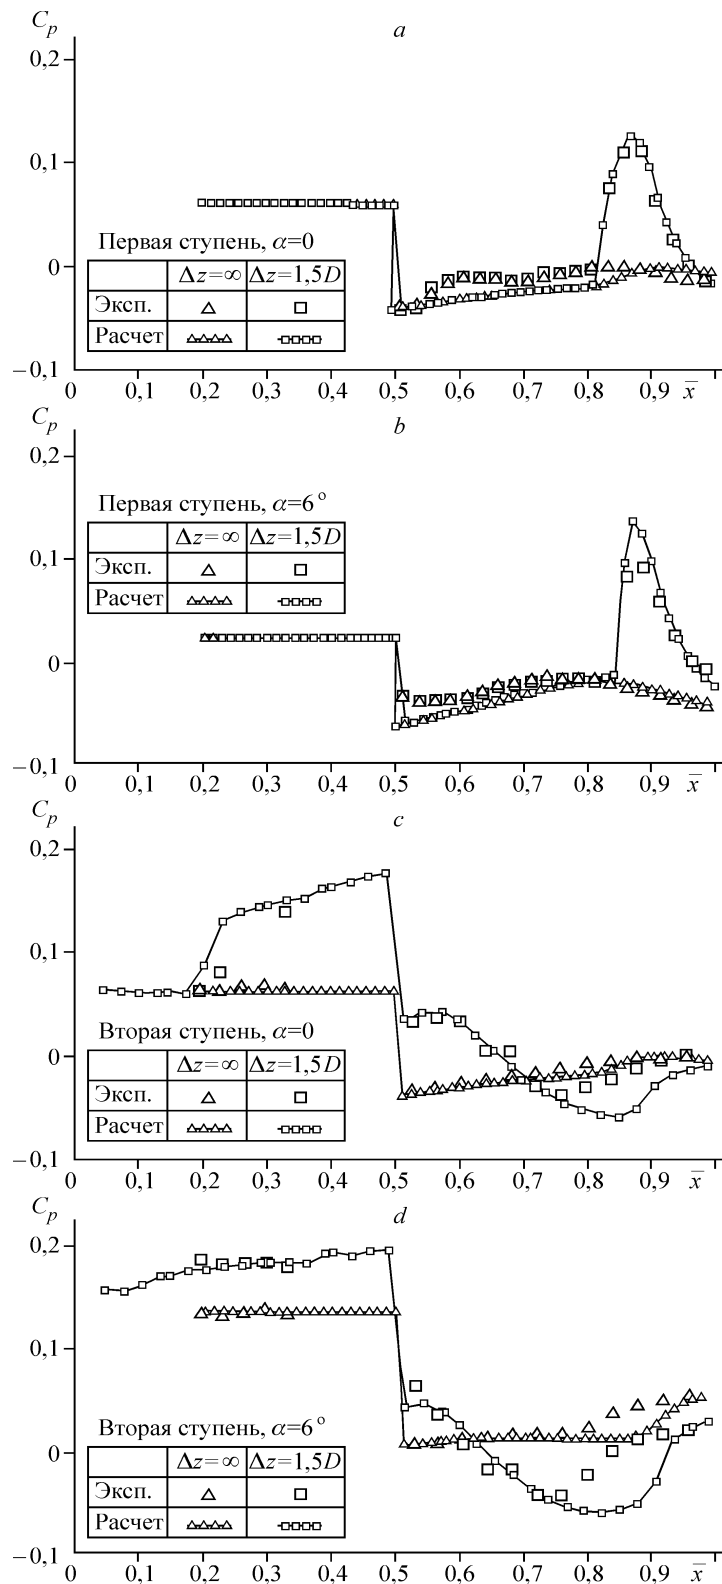 Cp a
0,2
0,1
Первая ступень, α=0
0
Δz=∞ Δz=1,5D
Эксп.
Расчет
–0,1
0 0,1 0,2 0,3 0,4 0,5 0,6 0,7 0,8 0,9 x̅
Cp b
0,2
Первая ступень, α=6°
Δz=∞ Δz=1,5D
0,1
Эксп.
Расчет
0
–0,1
0 0,1 0,2 0,3 0,4 0,5 0,6 0,7 0,8 0,9 x̅
Cp c
0,2
0,1
Вторая ступень, α=0
0
Δz=∞ Δz=1,5D
Эксп.
Расчет
–0,1
0 0,1 0,2 0,3 0,4 0,5 0,6 0,7 0,8 0,9 x̅
Cp d
0,2
0,1
Вторая ступень, α=6°
0
Δz=∞ Δz=1,5D
Эксп.
Расчет
–0,1
0 0,1 0,2 0,3 0,4 0,5 0,6 0,7 0,8 0,9 x̅